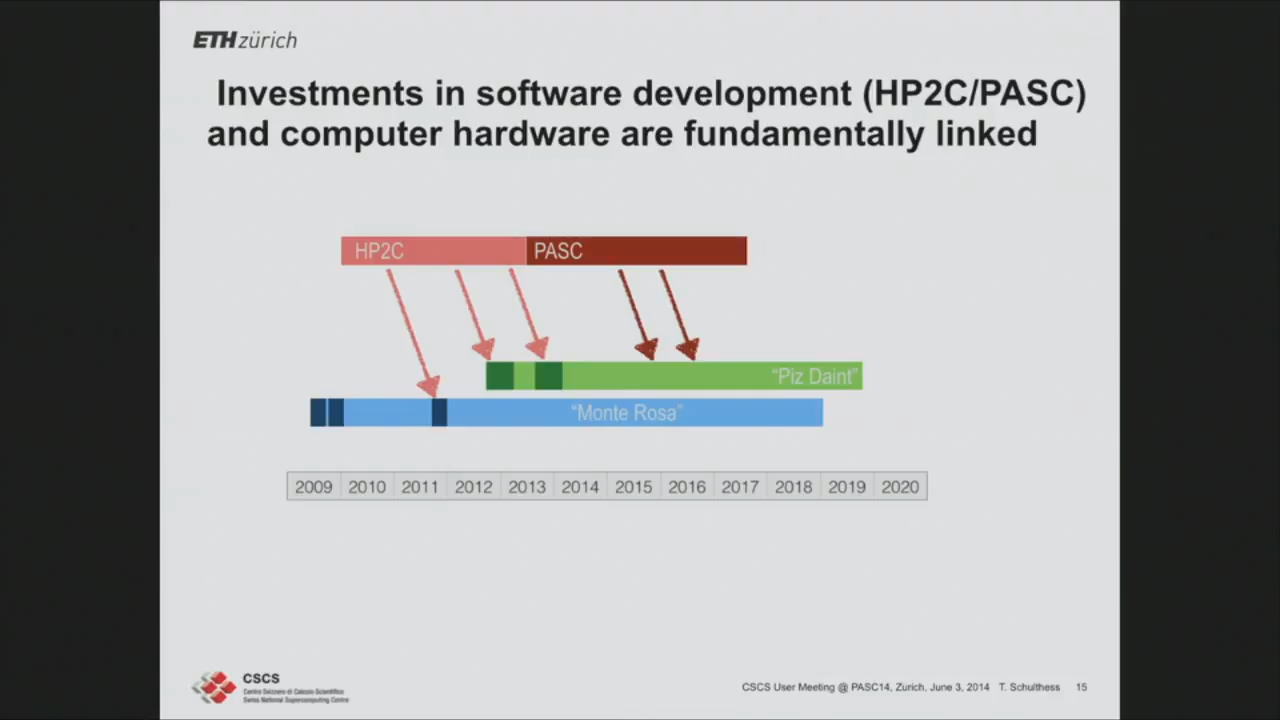 ETH zürich
Investments in software development (HP2C/PASC)
and computer hardware are fundamentally linked
HP2C PASC
"Piz Daint"
"Monte Rosa"
2009 2010 2011 2012 2013 2014 2015 2016 2017 2018 2019 2020
CSCS
Centro Svizzero di Calcolo Scientifico
Swiss National Supercomputing Centre
CSCS User Meeting @ PASC14, Zurich, June 3, 2014 T. Schulthess 15